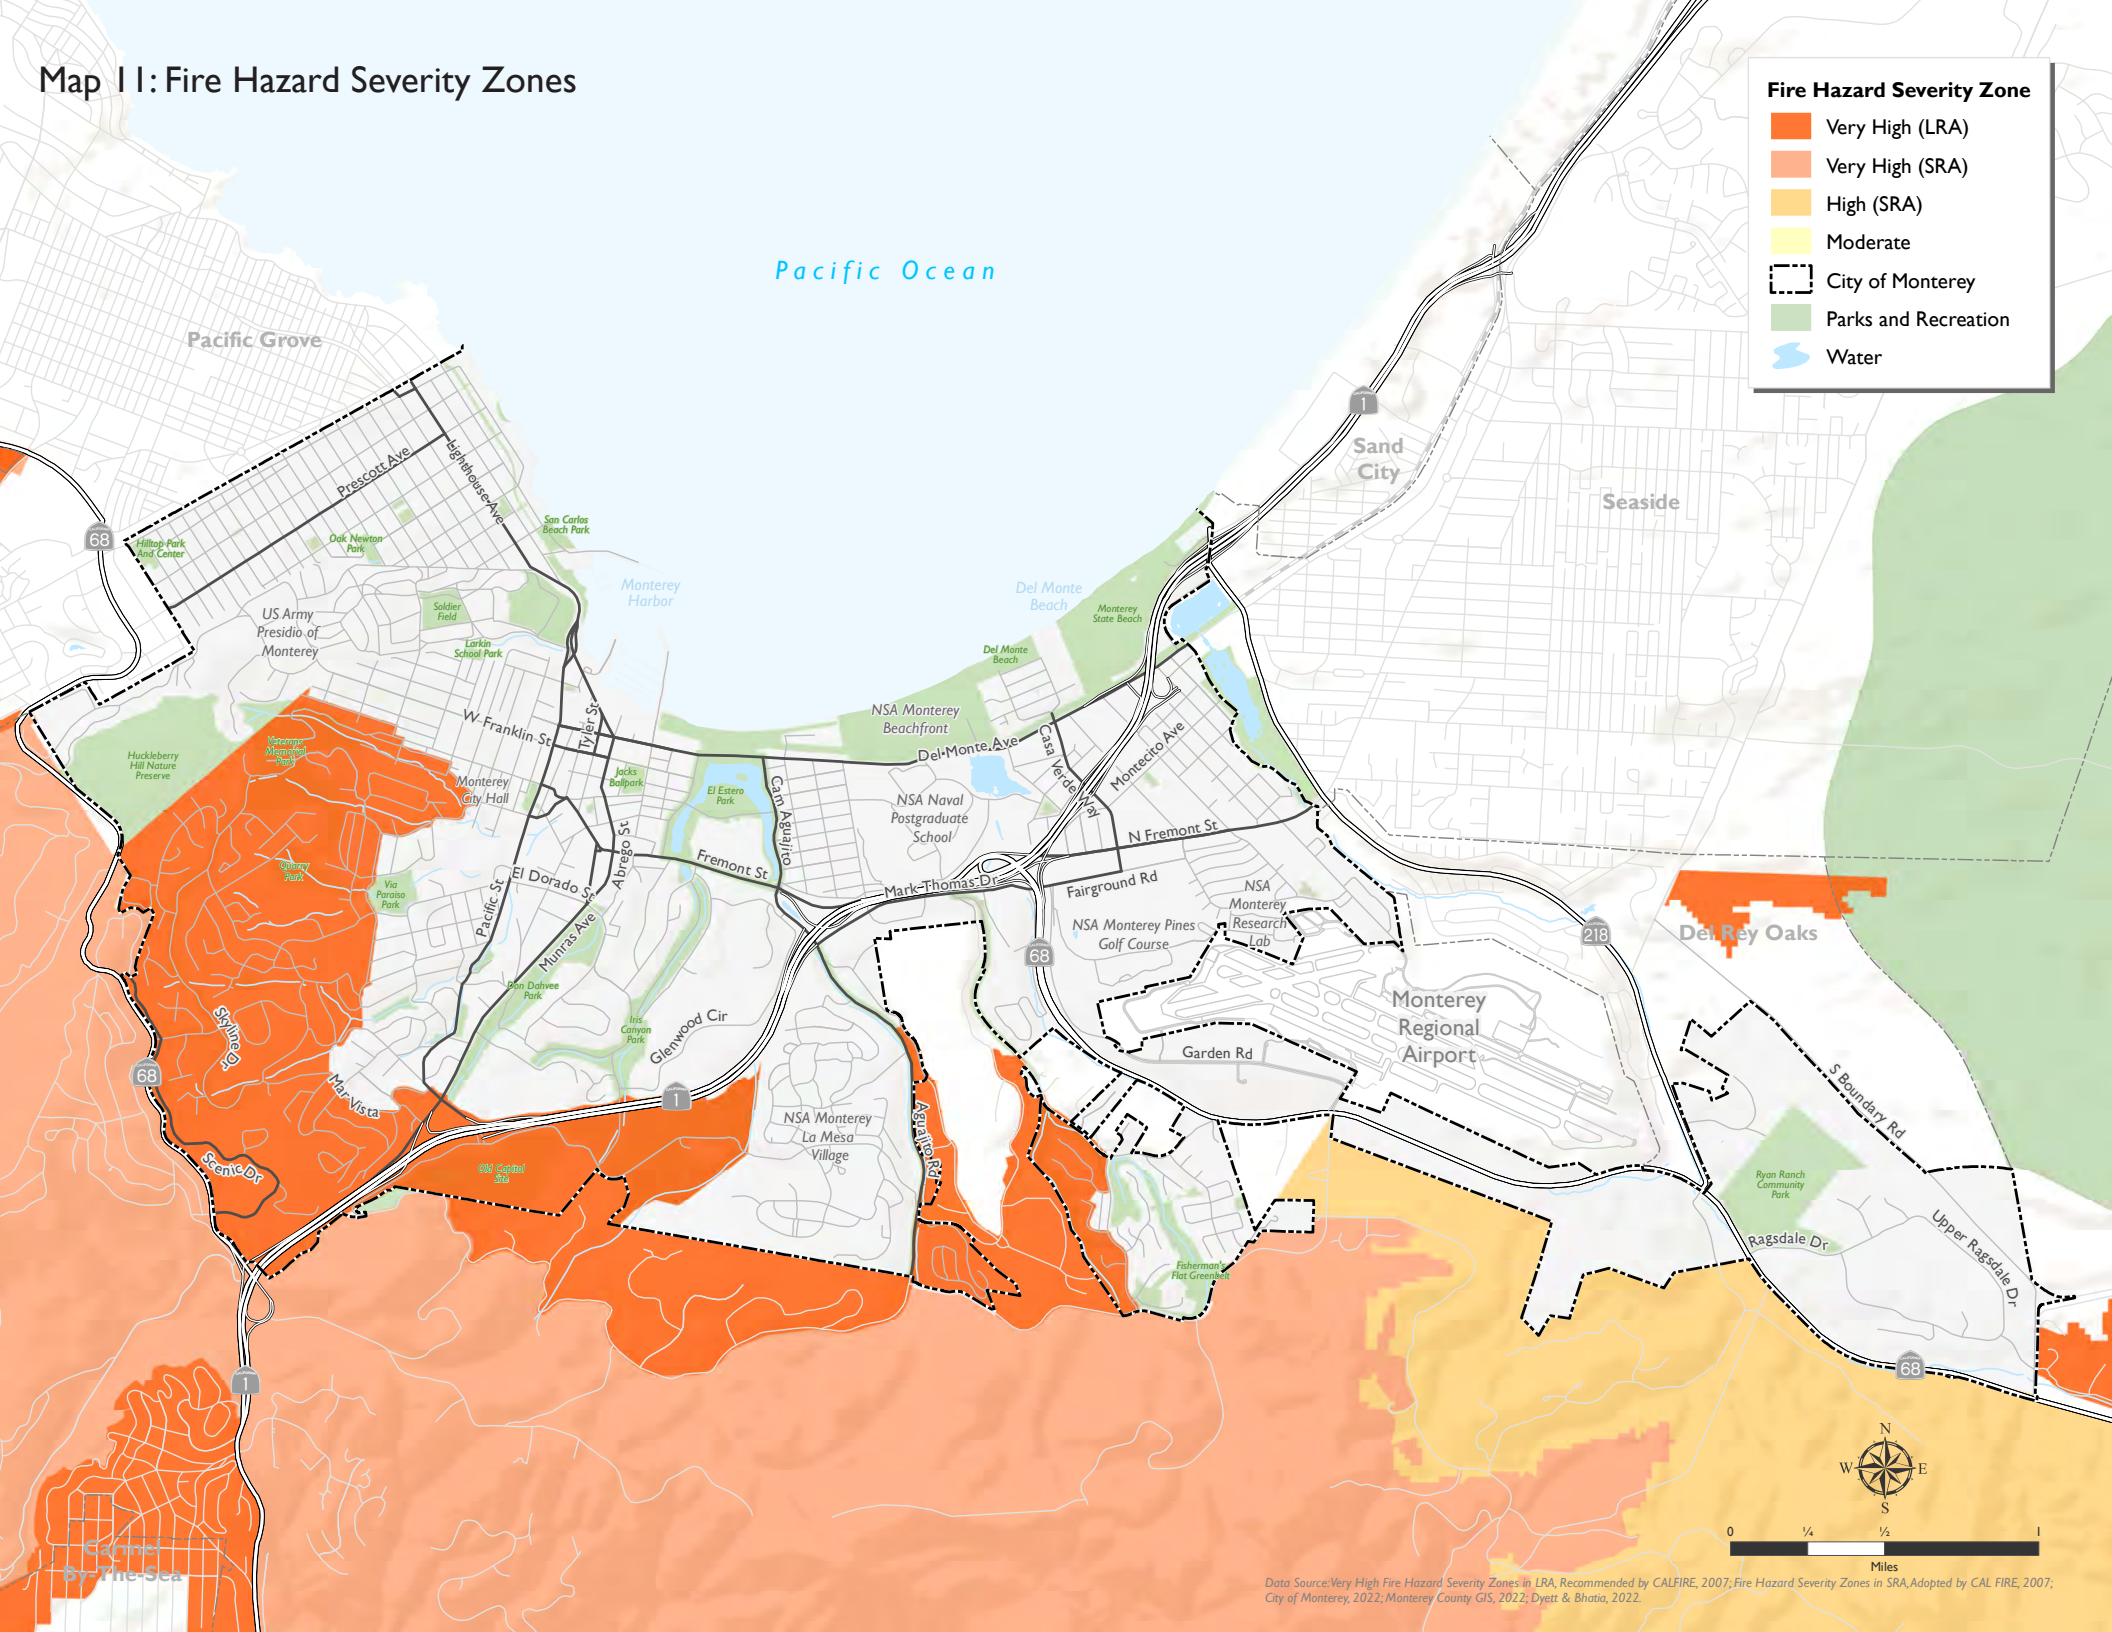 Map 11: Fire Hazard Severity Zones
Fire Hazard Severity Zone
Very High (LRA)
Very High (SRA)
High (SRA)
Moderate
City of Monterey
Parks and Recreation
Water
Pacific Ocean
Pacific Grove
1
Sand
City
Seaside
Prescott Ave
Lighthouse Ave
68
Hilltop Park
And Center
Oak Newton
Park
San Carlos
Beach Park
Monterey
Harbor
Del Monte
Beach
Monterey
State Beach
US Army
Presidio of
Monterey
Soldier
Field
Larkin
School Park
Del Monte
Beach
NSA Monterey
Beachfront
W Franklin St
Tyler St
Del Monte Ave
Casa Verde Way
Montecito Ave
Huckleberry
Hill Nature
Preserve
Veterans
Memorial
Park
Monterey
City Hall
Jacks
Ballpark
El Estero
Park
Cam Aguajito
NSA Naval
Postgraduate
School
N Fremont St
Quarry
Park
Via
Paraiso
Park
El Dorado St
Abrego St
Fremont St
Mark Thomas Dr
Fairground Rd
Pacific St
Munras Ave
NSA
Monterey
Research
Lab
NSA Monterey Pines
Golf Course
68
218
Del Rey Oaks
Don Dahvee
Park
Iris
Canyon
Park
Glenwood Cir
Skyline Dr
Monterey
Regional
Airport
Garden Rd
68
Mar Vista
1
NSA Monterey
La Mesa
Village
Aguajito Rd
S Boundary Rd
Scenic Dr
Old Capitol
Site
Ryan Ranch
Community
Park
Ragsdale Dr
Upper Ragsdale Dr
Fisherman's
Flat Greenbelt
1
68
Carmel
By-The-Sea
N
W
E
S
0 ¼ ½ 1
Miles
Data Source: Very High Fire Hazard Severity Zones in LRA, Recommended by CALFIRE, 2007; Fire Hazard Severity Zones in SRA, Adopted by CAL FIRE, 2007;
City of Monterey, 2022; Monterey County GIS, 2022; Dyett & Bhatia, 2022.